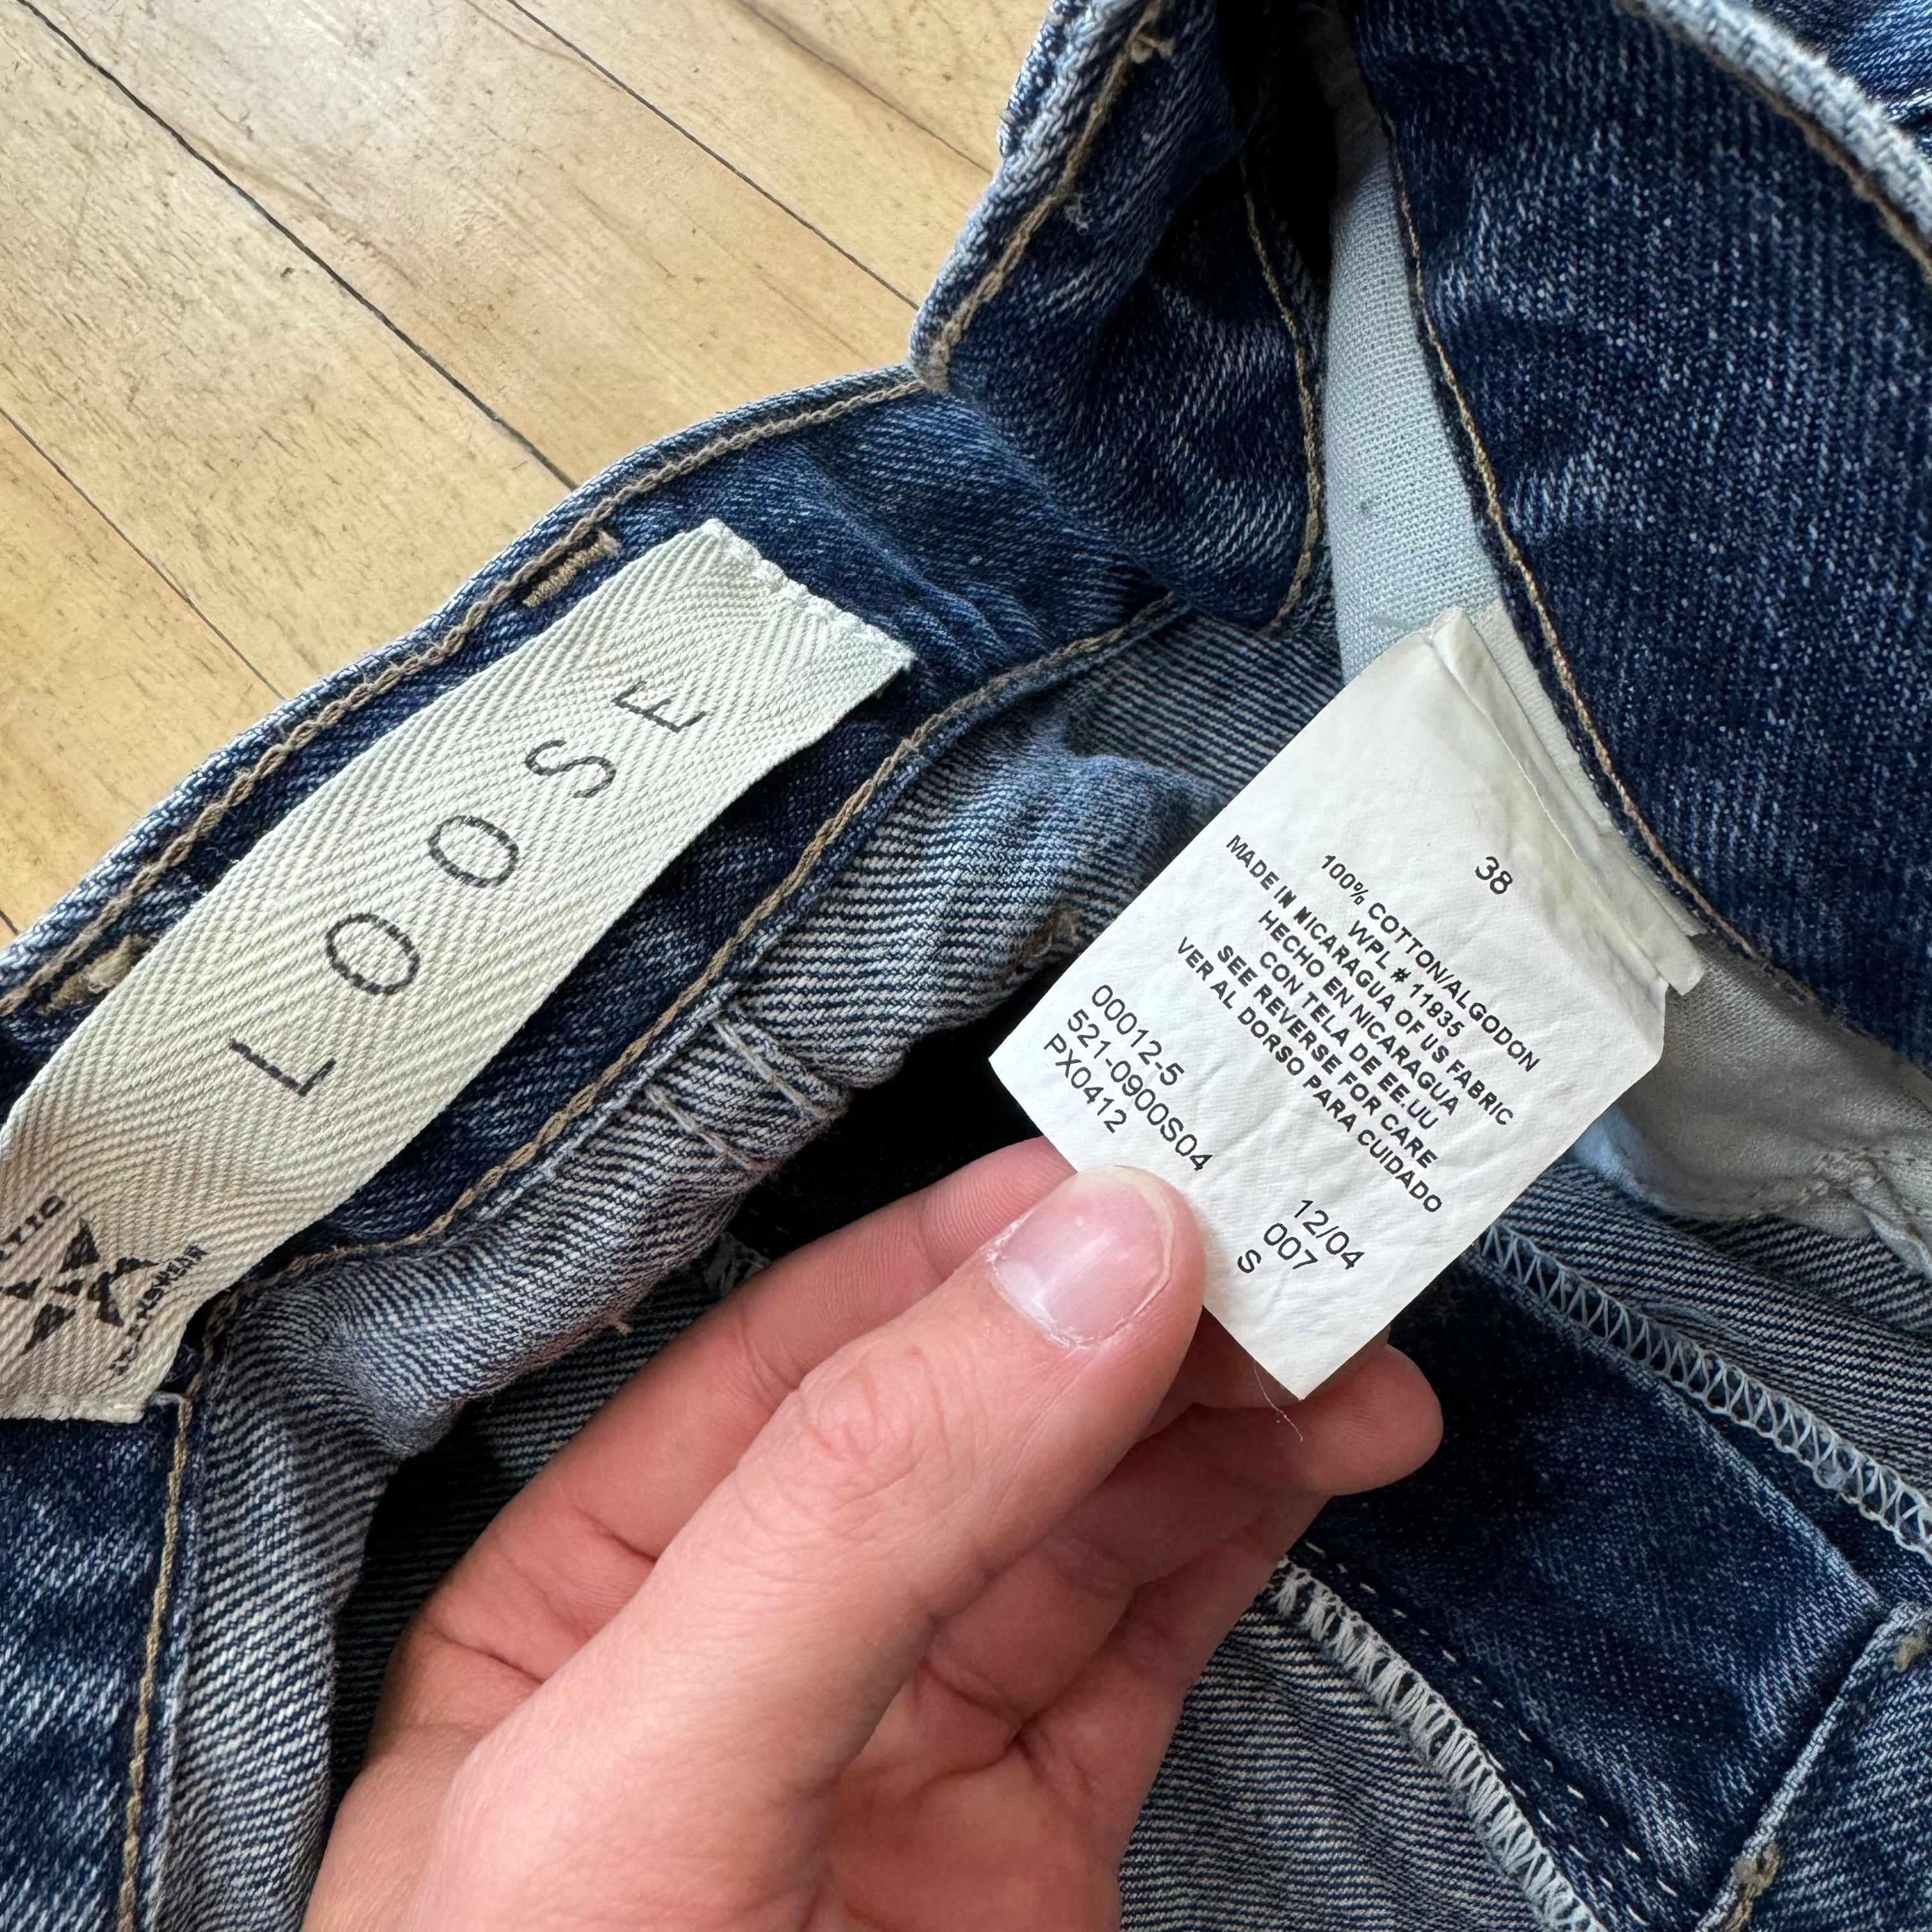 LOOSE
38
100% COTTON/ALGODON
WPL # 11935
MADE IN NICARAGUA OF US FABRIC
HECHO EN NICARAGUA
CON TELA DE EE.UU
SEE REVERSE FOR CARE
VER AL DORSO PARA CUIDADO
00012-5
521-0900S04
PX0412
12/04
007
S